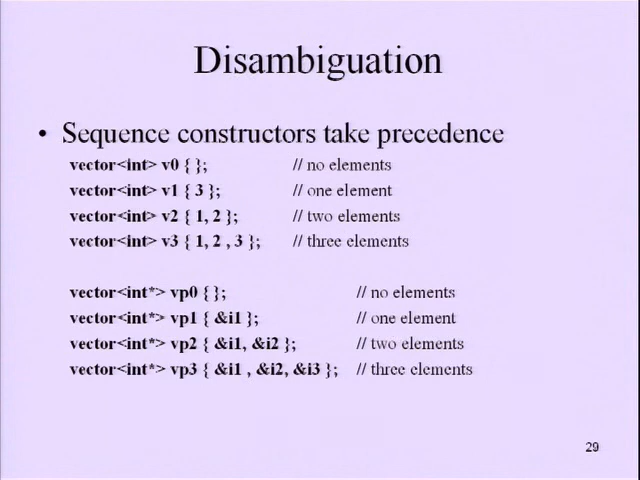 Disambiguation
• Sequence constructors take precedence
vector<int> v0 { }; // no elements
vector<int> v1 { 3 }; // one element
vector<int> v2 { 1, 2 }; // two elements
vector<int> v3 { 1, 2 , 3 }; // three elements
vector<int*> vp0 { }; // no elements
vector<int*> vp1 { &i1 }; // one element
vector<int*> vp2 { &i1, &i2 }; // two elements
vector<int*> vp3 { &i1 , &i2, &i3 }; // three elements
29